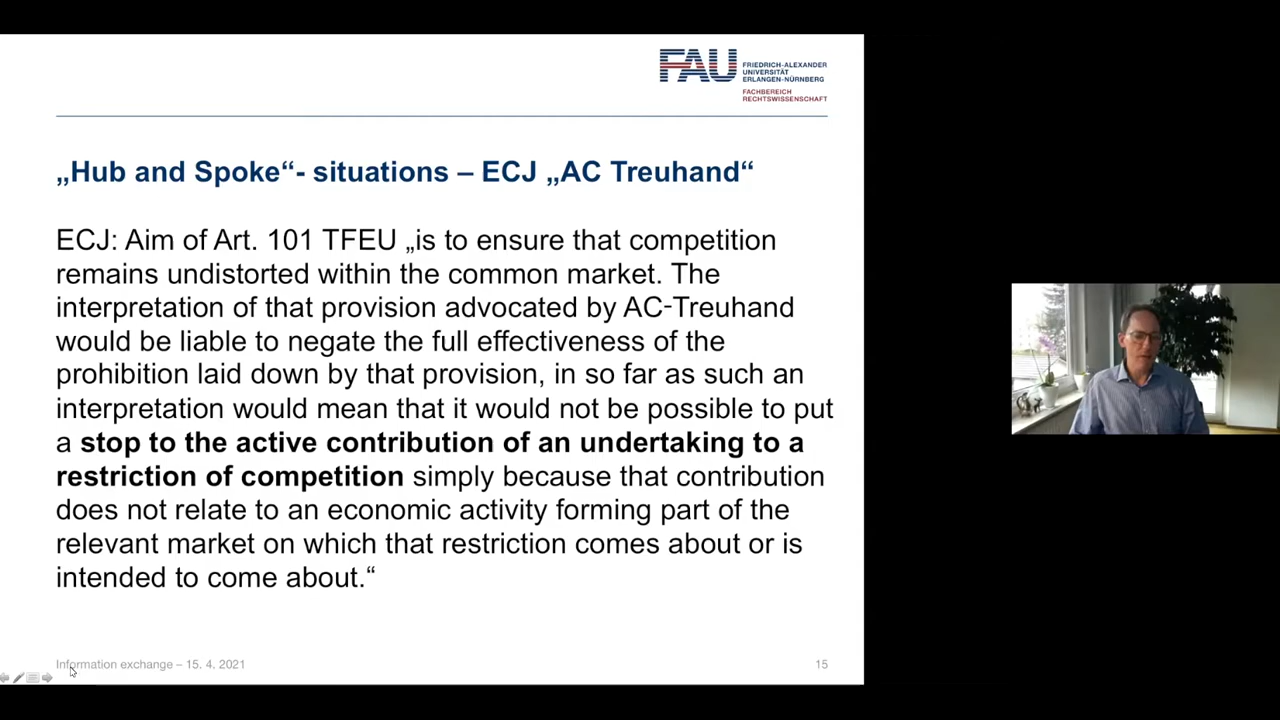 FAU
FRIEDRICH-ALEXANDER
UNIVERSITÄT
ERLANGEN-NÜRNBERG
FACHBEREICH
RECHTSWISSENSCHAFT
„Hub and Spoke“- situations – ECJ „AC Treuhand“
ECJ: Aim of Art. 101 TFEU „is to ensure that competition
remains undistorted within the common market. The
interpretation of that provision advocated by AC-Treuhand
would be liable to negate the full effectiveness of the
prohibition laid down by that provision, in so far as such an
interpretation would mean that it would not be possible to put
a stop to the active contribution of an undertaking to a
restriction of competition simply because that contribution
does not relate to an economic activity forming part of the
relevant market on which that restriction comes about or is
intended to come about.“
Information exchange – 15. 4. 2021
15